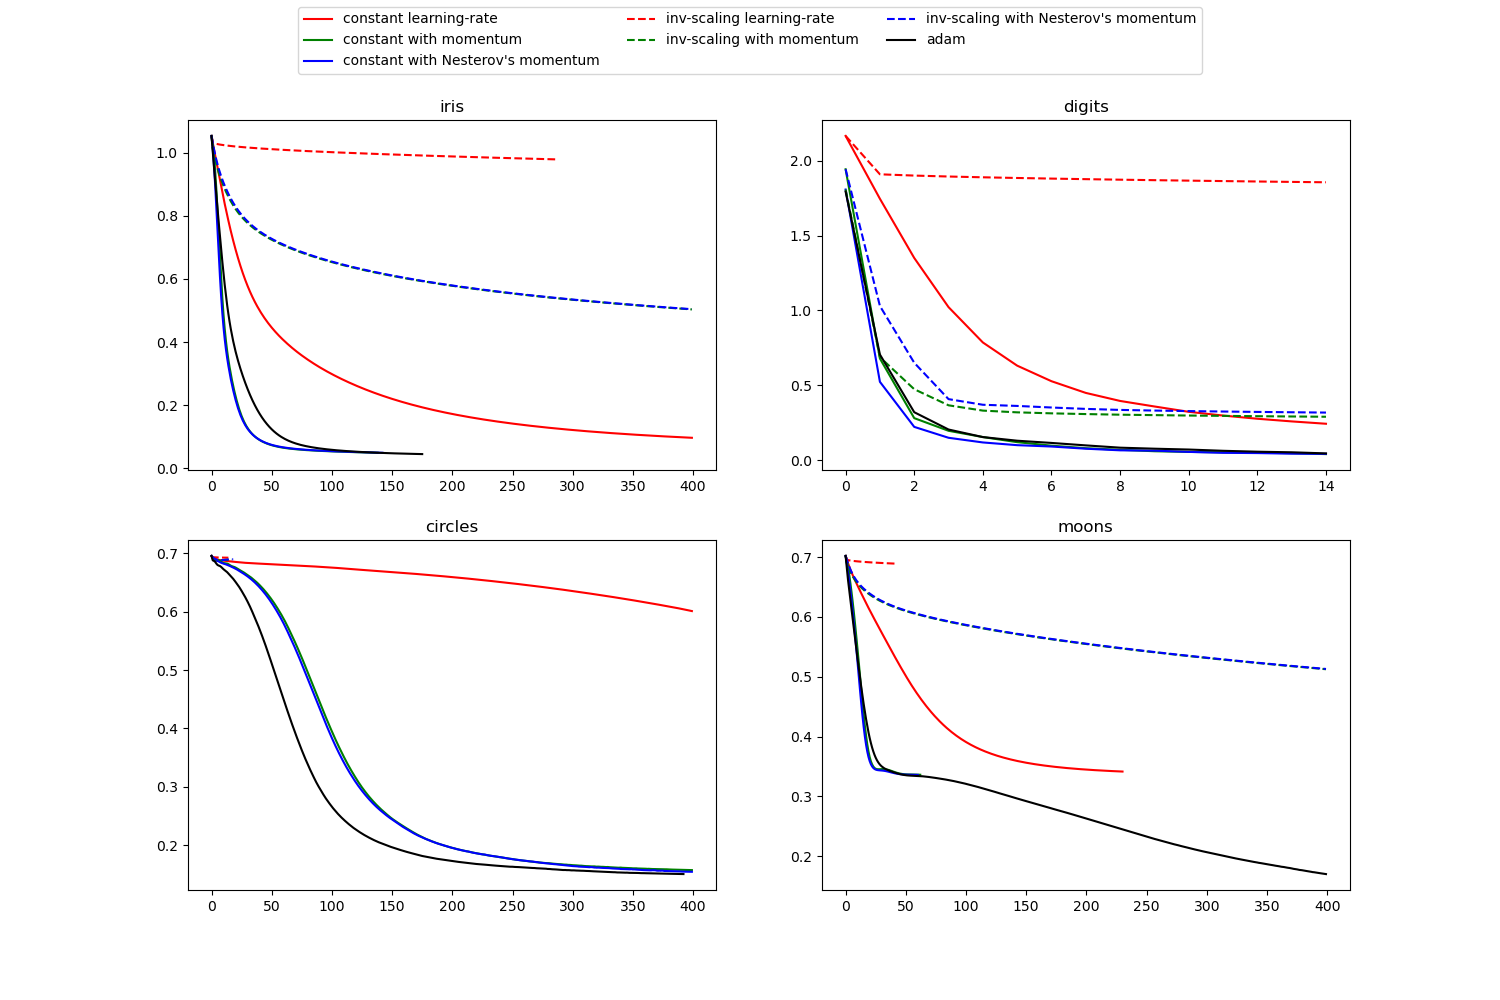 constant learning-rate
constant with momentum
constant with Nesterov's momentum
inv-scaling learning-rate
inv-scaling with momentum
inv-scaling with Nesterov's momentum
adam
iris
1.0
0.8
0.6
0.4
0.2
0.0
0 50 100 150 200 250 300 350 400
digits
2.0
1.5
1.0
0.5
0.0
0 2 4 6 8 10 12 14
circles
0.7
0.6
0.5
0.4
0.3
0.2
0 50 100 150 200 250 300 350 400
moons
0.7
0.6
0.5
0.4
0.3
0.2
0 50 100 150 200 250 300 350 400